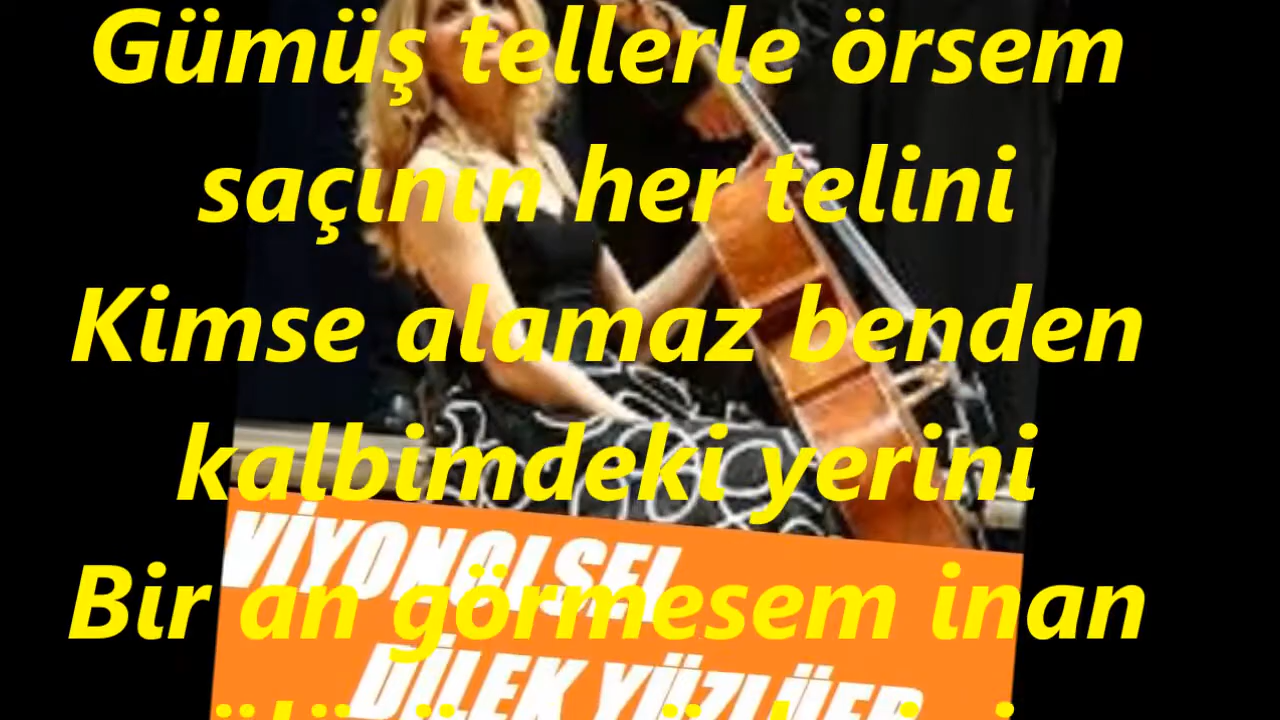 Gümüş tellerle örsem
saçının her telini
Kimse alamaz benden
kalbimdeki yerini
VİYONOLSEL
Bir an görmesem inan
DİLEK YÜZLÜER